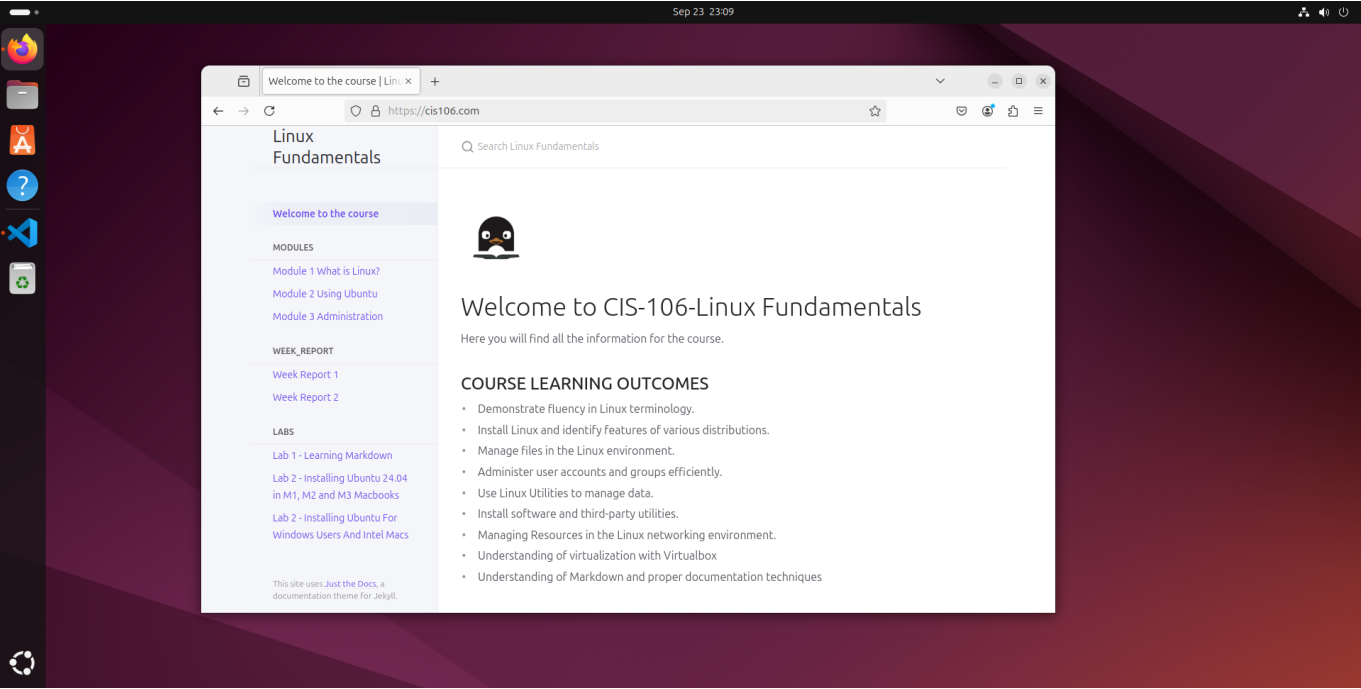 Sep 23 23:09
Welcome to the course | Lin
https://cis106.com
Linux
Fundamentals
Search Linux Fundamentals
Welcome to the course
MODULES
Module 1 What is Linux?
Module 2 Using Ubuntu
Module 3 Administration
WEEK_REPORT
Week Report 1
Week Report 2
LABS
Lab 1 - Learning Markdown
Lab 2 - Installing Ubuntu 24.04
in M1, M2 and M3 Macbooks
Lab 2 - Installing Ubuntu For
Windows Users And Intel Macs
This site uses Just the Docs, a
documentation theme for Jekyll.
Welcome to CIS-106-Linux Fundamentals
Here you will find all the information for the course.
COURSE LEARNING OUTCOMES
• Demonstrate fluency in Linux terminology.
• Install Linux and identify features of various distributions.
• Manage files in the Linux environment.
• Administer user accounts and groups efficiently.
• Use Linux Utilities to manage data.
• Install software and third-party utilities.
• Managing Resources in the Linux networking environment.
• Understanding of virtualization with Virtualbox
• Understanding of Markdown and proper documentation techniques